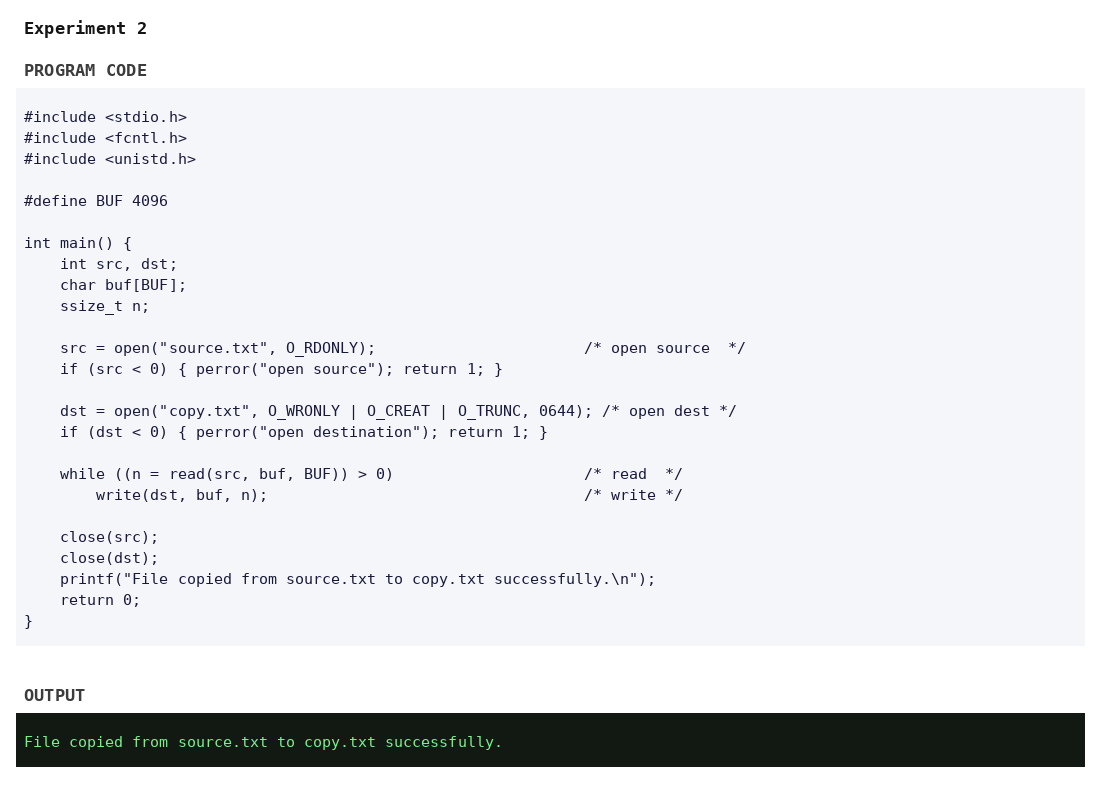 Experiment 2
PROGRAM CODE
#include <stdio.h>
#include <fcntl.h>
#include <unistd.h>
#define BUF 4096
int main() {
    int src, dst;
    char buf[BUF];
    ssize_t n;
    src = open("source.txt", O_RDONLY);                       /* open source  */
    if (src < 0) { perror("open source"); return 1; }
    dst = open("copy.txt", O_WRONLY | O_CREAT | O_TRUNC, 0644); /* open dest */
    if (dst < 0) { perror("open destination"); return 1; }
    while ((n = read(src, buf, BUF)) > 0)                     /* read  */
        write(dst, buf, n);                                   /* write */
    close(src);
    close(dst);
    printf("File copied from source.txt to copy.txt successfully.\n");
    return 0;
}
OUTPUT
File copied from source.txt to copy.txt successfully.